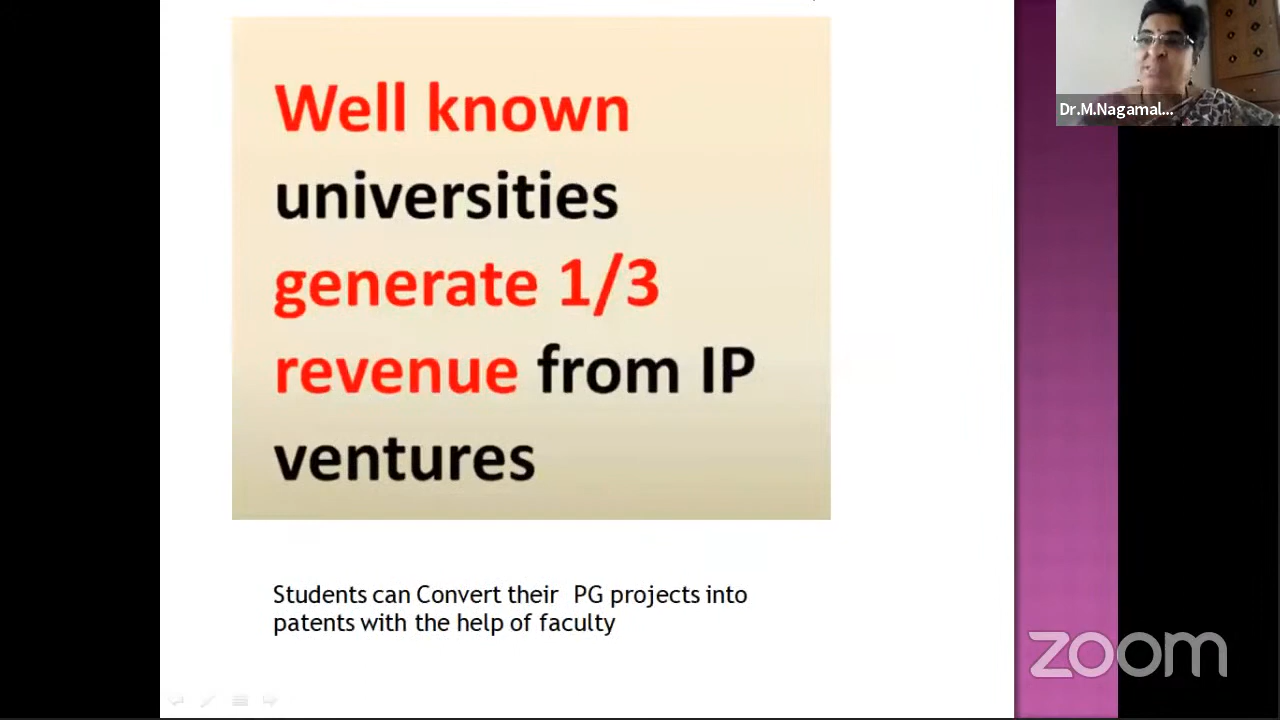 Well known
universities
generate 1/3
revenue from IP
ventures
Students can Convert their PG projects into
patents with the help of faculty
Dr.M.Nagamal...
zoom